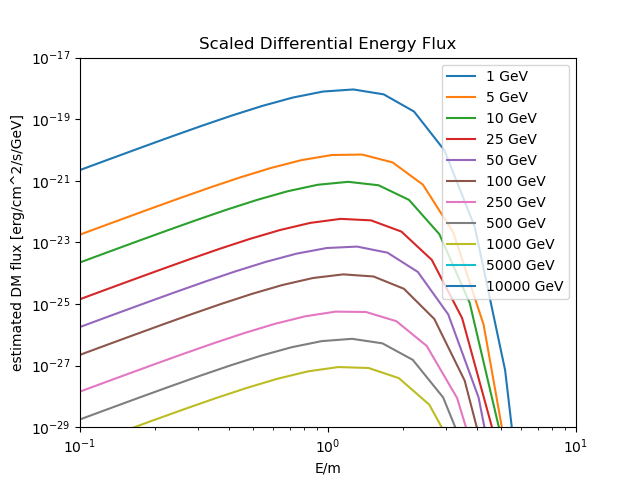 Scaled Differential Energy Flux
estimated DM flux [erg/cm^2/s/GeV]
10^−17
10^−19
10^−21
10^−23
10^−25
10^−27
10^−29
1 GeV
5 GeV
10 GeV
25 GeV
50 GeV
100 GeV
250 GeV
500 GeV
1000 GeV
5000 GeV
10000 GeV
10^−1
10^0
10^1
E/m